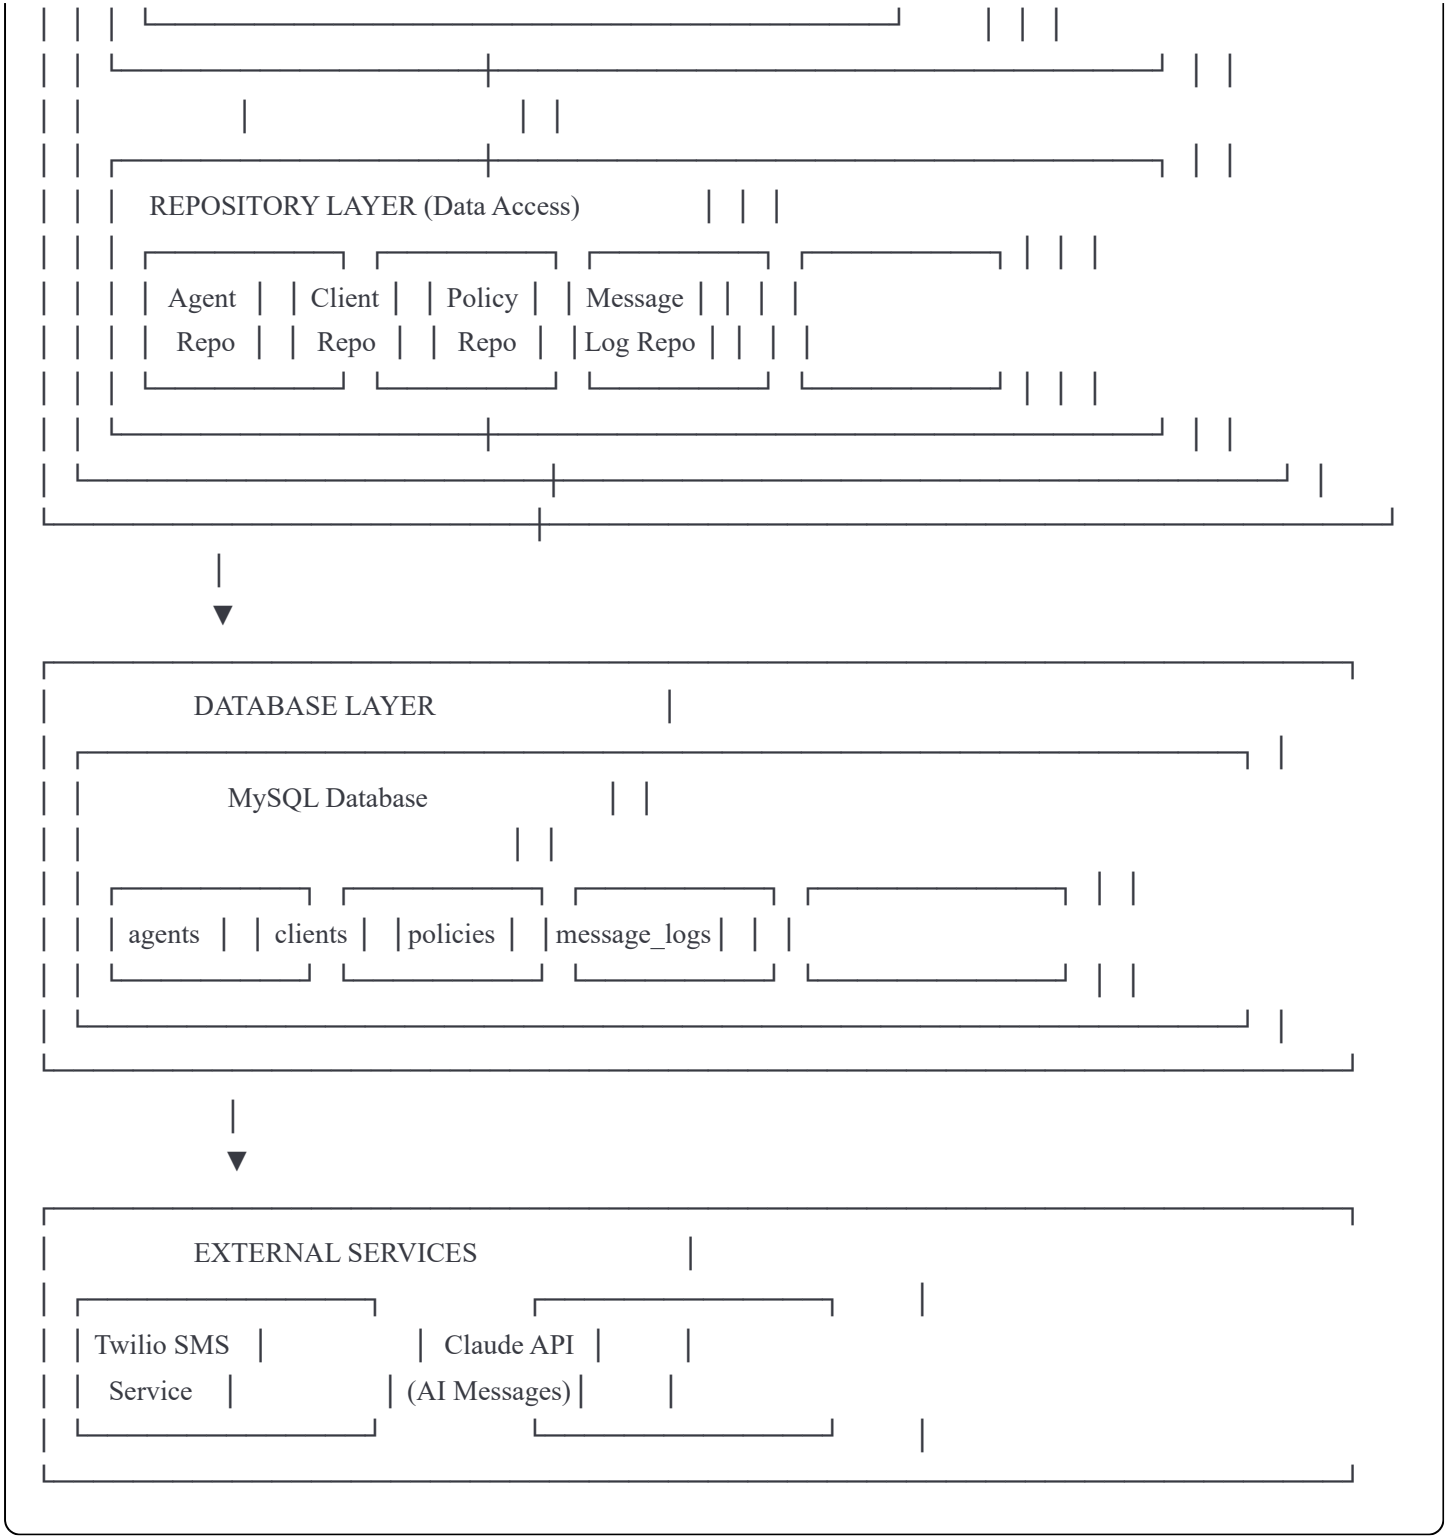 REPOSITORY LAYER (Data Access)
Agent Client Policy Message
Repo Repo Repo Log Repo
▼
DATABASE LAYER
MySQL Database
agents clients policies message_logs
▼
EXTERNAL SERVICES
Twilio SMS Claude API
Service (AI Messages)